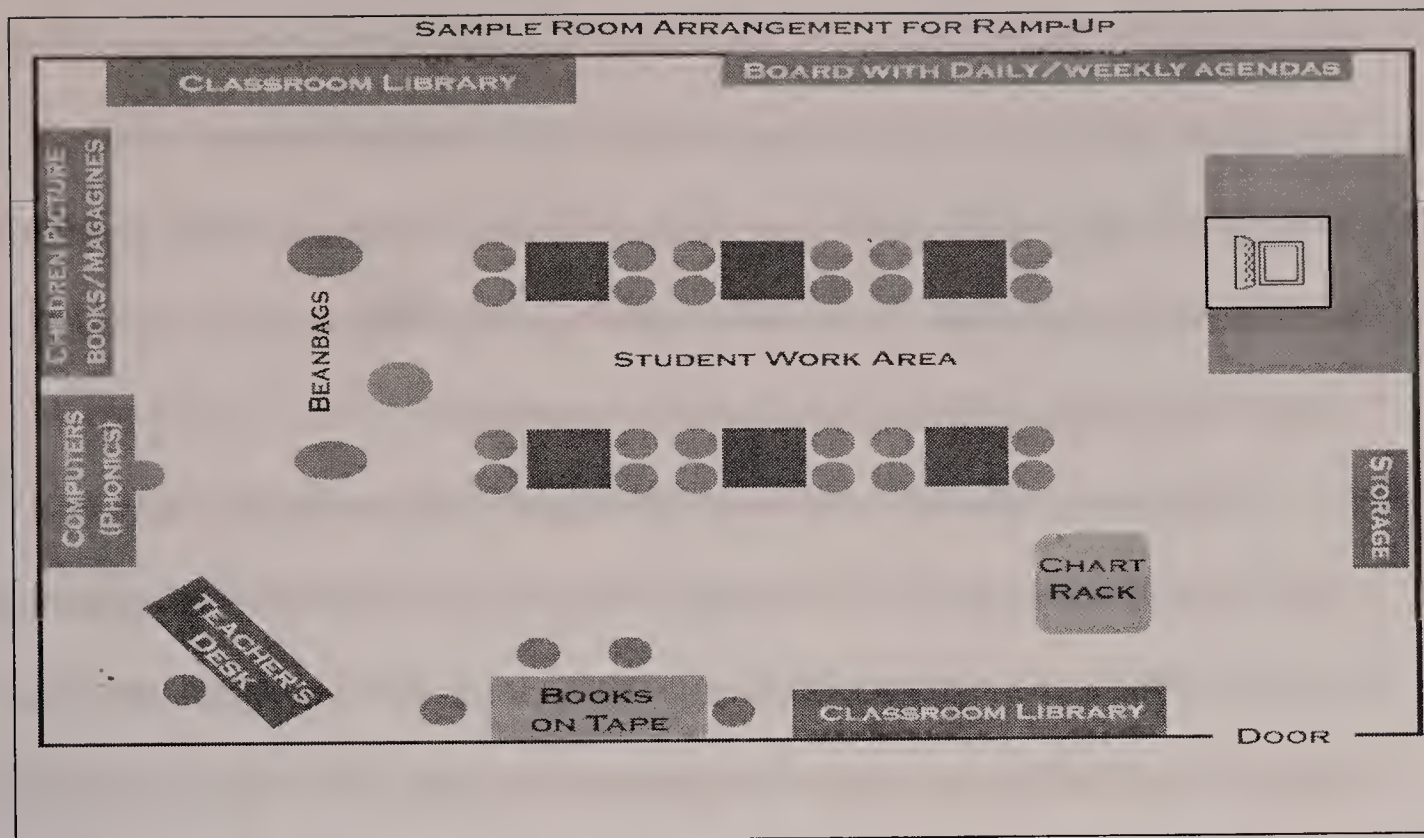 SAMPLE ROOM ARRANGEMENT FOR RAMP-UP
CLASSROOM LIBRARY
BOARD WITH DAILY/WEEKLY AGENDAS
CHILDREN PICTURE
BOOKS/MAGAGINES
BEANBAGS
STUDENT WORK AREA
COMPUTERS
(PHONICS)
STORAGE
CHART
RACK
TEACHER'S
DESK
BOOKS
ON TAPE
CLASSROOM LIBRARY
DOOR